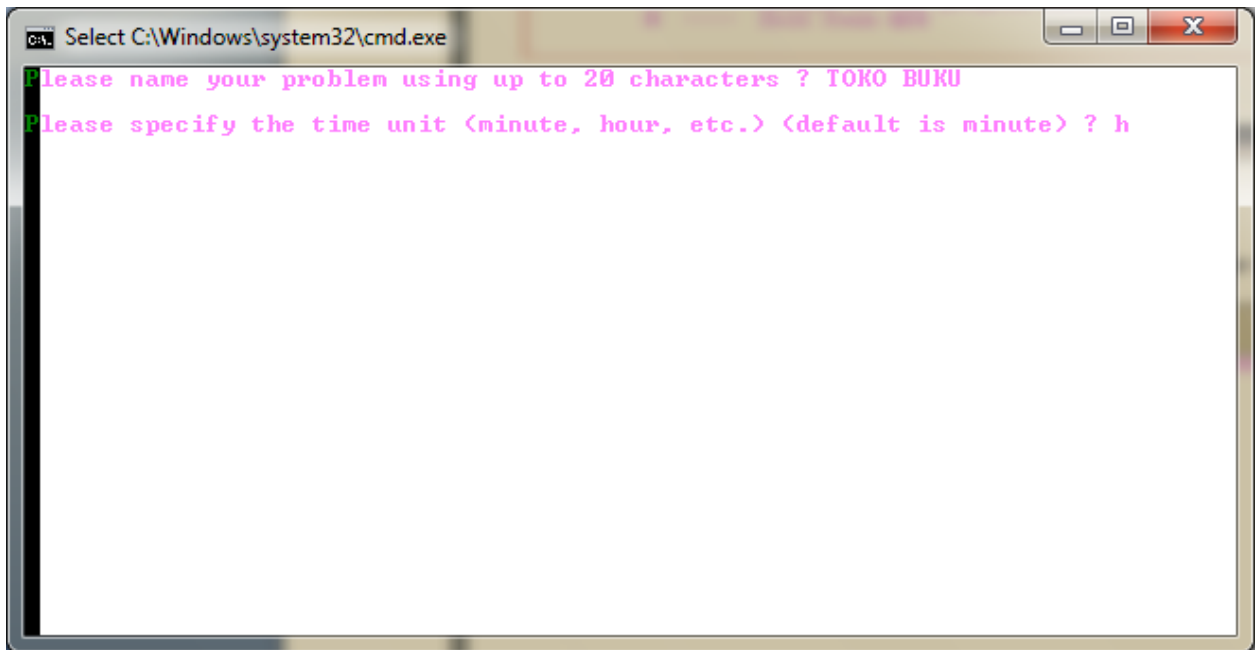 Select C:\Windows\system32\cmd.exe
Please name your problem using up to 20 characters ? TOKO BUKU
Please specify the time unit (minute, hour, etc.) (default is minute) ? h